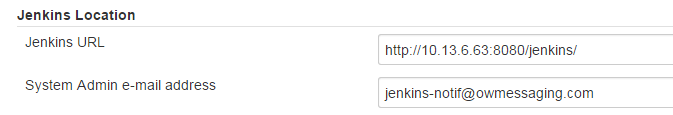 Jenkins Location
Jenkins URL
http://10.13.6.63:8080/jenkins/
System Admin e-mail address
jenkins-notif@owmessaging.com